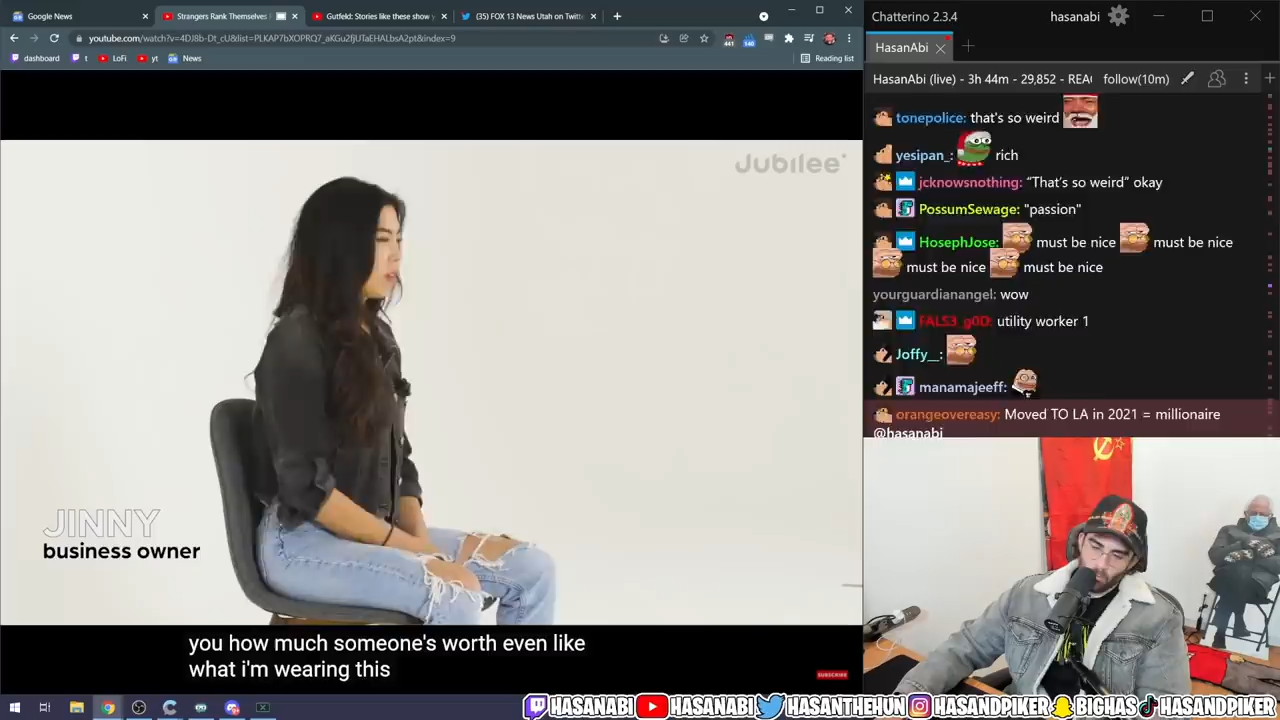 Google News
Strangers Rank Themselves
Gutfeld: Stories like these show
(35) FOX 13 News Utah on Twitt
youtube.com/watch?v=4DJ8b-Dt_cU&list=PLKAP7bXOPRQ7_aKGu2fjUTaEHALbsA2pt&index=9
441
140
dashboard
t
LoFi
yt
News
Reading list
Jubilee
JINNY
business owner
you how much someone's worth even like
what i'm wearing this
SUBSCRIBE
Chatterino 2.3.4
hasanabi
HasanAbi
HasanAbi (live) - 3h 44m - 29,852 - REA
follow(10m)
tonepolice: that's so weird
yesipan_: rich
jcknowsnothing: “That’s so weird” okay
PossumSewage: "passion"
HosephJose: must be nice must be nice
must be nice must be nice
yourguardianangel: wow
FALS3_g0D: utility worker 1
Joffy__:
manamajeeff:
orangeovereasy: Moved TO LA in 2021 = millionaire
@hasanabi
HASANABI HASANABI HASANTHEHUN HASANDPIKER BIGHAS HASANDPIKER